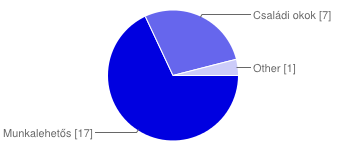 Családi okok [7]
Other [1]
Munkalehetős [17]